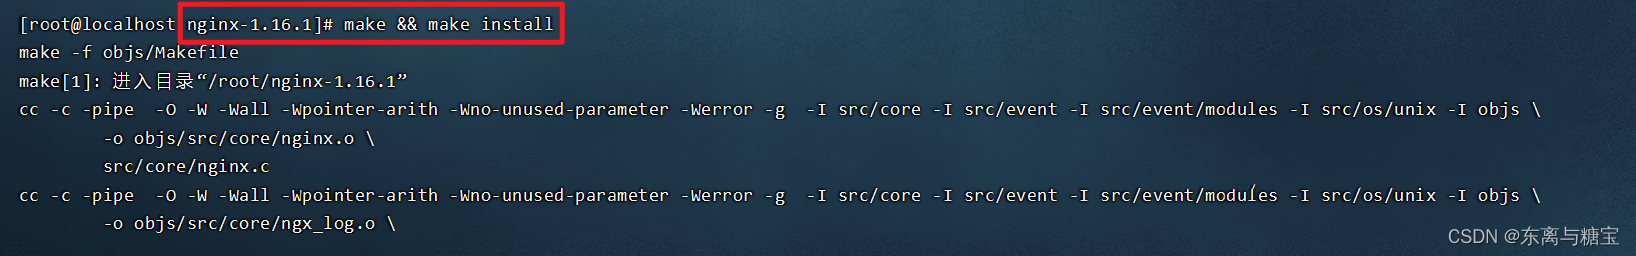 [root@localhost nginx-1.16.1]# make && make install
make -f objs/Makefile
make[1]: 进入目录“/root/nginx-1.16.1”
cc -c -pipe  -O -W -Wall -Wpointer-arith -Wno-unused-parameter -Werror -g  -I src/core -I src/event -I src/event/modules -I src/os/unix -I objs \
        -o objs/src/core/nginx.o \
        src/core/nginx.c
cc -c -pipe  -O -W -Wall -Wpointer-arith -Wno-unused-parameter -Werror -g  -I src/core -I src/event -I src/event/modules -I src/os/unix -I objs \
        -o objs/src/core/ngx_log.o \
CSDN @东离与糖宝